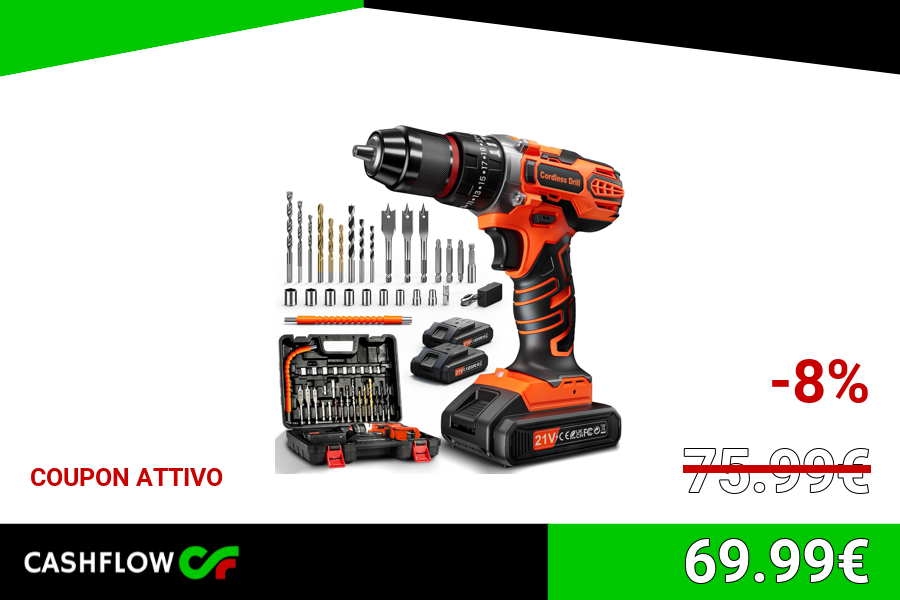 Cordless Drill
21V
-8%
75.99€
COUPON ATTIVO
CASHFLOW
69.99€